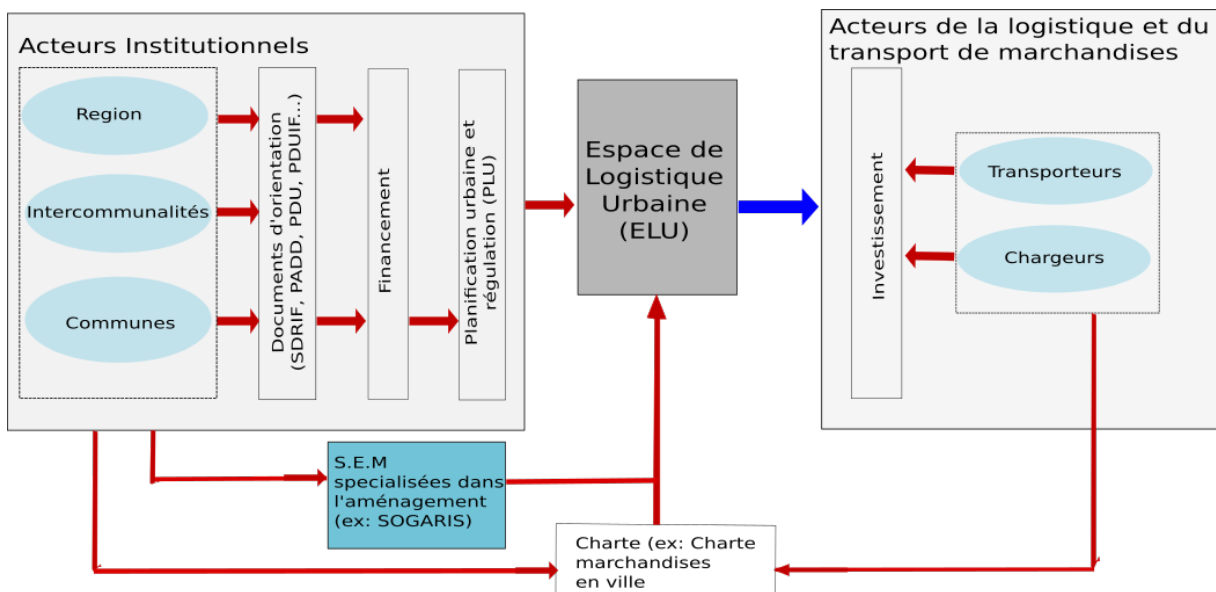 Acteurs Institutionnels
Region
Intercommunalités
Communes
Documents d'orientation
(SDRIF, PADD, PDU, PDUIF...)
Financement
Planification urbaine et
régulation (PLU)
Espace de
Logistique
Urbaine
(ELU)
Acteurs de la logistique et du
transport de marchandises
Investissement
Transporteurs
Chargeurs
S.E.M
specialisées dans
l'aménagement
(ex: SOGARIS)
Charte (ex: Charte
marchandises
en ville